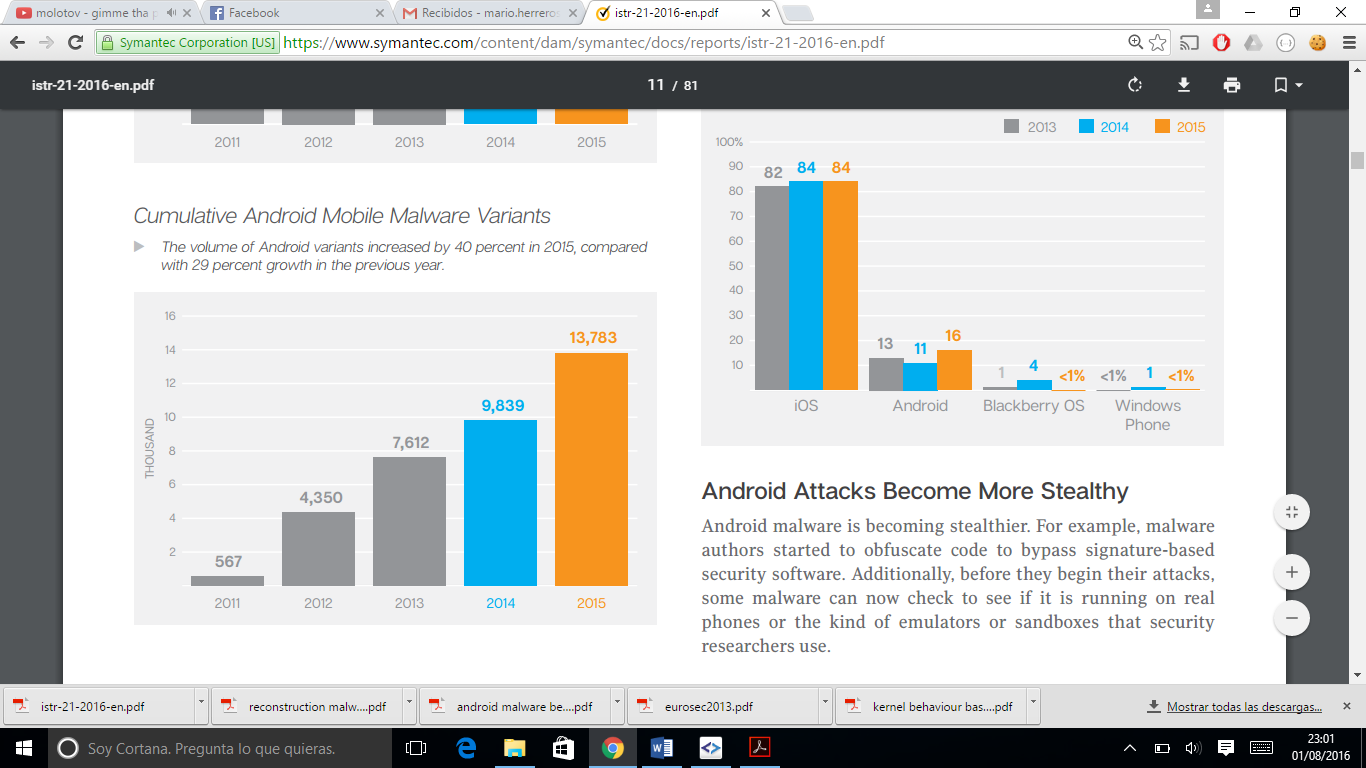 molotov - gimme tha p
Facebook
Recibidos - mario.herreros
istr-21-2016-en.pdf
Symantec Corporation [US]
https://www.symantec.com/content/dam/symantec/docs/reports/istr-21-2016-en.pdf
istr-21-2016-en.pdf
11 / 81
2011 2012 2013 2014 2015
Cumulative Android Mobile Malware Variants
The volume of Android variants increased by 40 percent in 2015, compared
with 29 percent growth in the previous year.
THOUSAND
16
14
12
10
8
6
4
2
567
4,350
7,612
9,839
13,783
2011 2012 2013 2014 2015
2013 2014 2015
100%
90
80
70
60
50
40
30
20
10
82 84 84
13 11 16
1 4 <1%
<1% 1 <1%
iOS Android Blackberry OS Windows
Phone
Android Attacks Become More Stealthy
Android malware is becoming stealthier. For example, malware
authors started to obfuscate code to bypass signature-based
security software. Additionally, before they begin their attacks,
some malware can now check to see if it is running on real
phones or the kind of emulators or sandboxes that security
researchers use.
istr-21-2016-en.pdf
reconstruction malw....pdf
android malware be....pdf
eurosec2013.pdf
kernel behaviour bas....pdf
Mostrar todas las descargas...
Soy Cortana. Pregunta lo que quieras.
23:01
01/08/2016